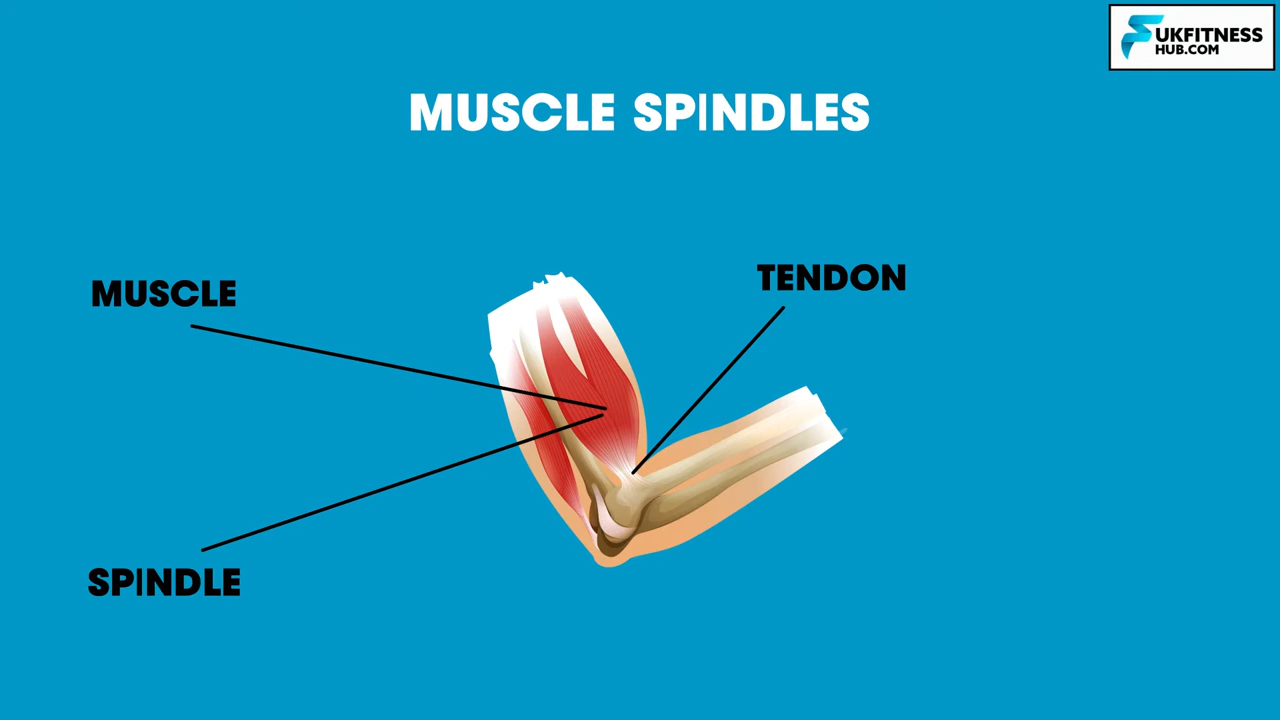 UKFITNESS
HUB.COM
MUSCLE SPINDLES
TENDON
MUSCLE
SPINDLE